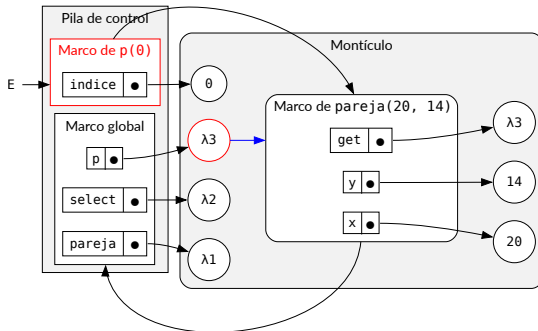 Pila de control
Marco de p(0)
E
indice
Marco global
p
select
pareja
Montículo
0
λ3
λ2
λ1
Marco de pareja(20, 14)
get
y
x
λ3
14
20